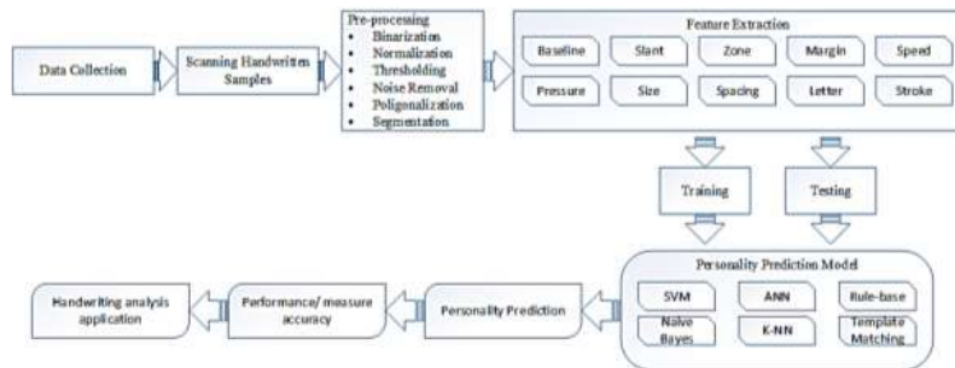 Data Collection
Scanning Handwritten
Samples
Pre-processing
• Binarization
• Normalization
• Thresholding
• Noise Removal
• Poligonalization
• Segmentation
Feature Extraction
Baseline Slant Zone Margin Speed
Pressure Size Spacing Letter Stroke
Training Testing
Personality Prediction Model
SVM ANN Rule-base
Naïve
Bayes
K-NN
Template
Matching
Personality Prediction
Performance/ measure
accuracy
Handwriting analysis
application